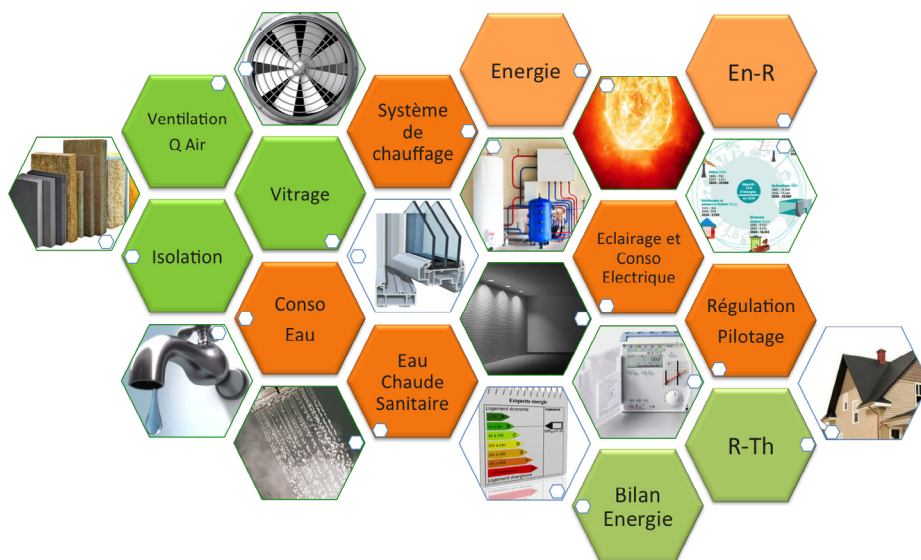 Energie
En-R
Ventilation
Q Air
Système
de
chauffage
Vitrage
Isolation
Eclairage et
Conso
Electrique
Conso
Eau
Régulation
Pilotage
Eau
Chaude
Sanitaire
Etiquette énergie
Logement économe
Logement
Logement énergivore
R-Th
Bilan
Energie